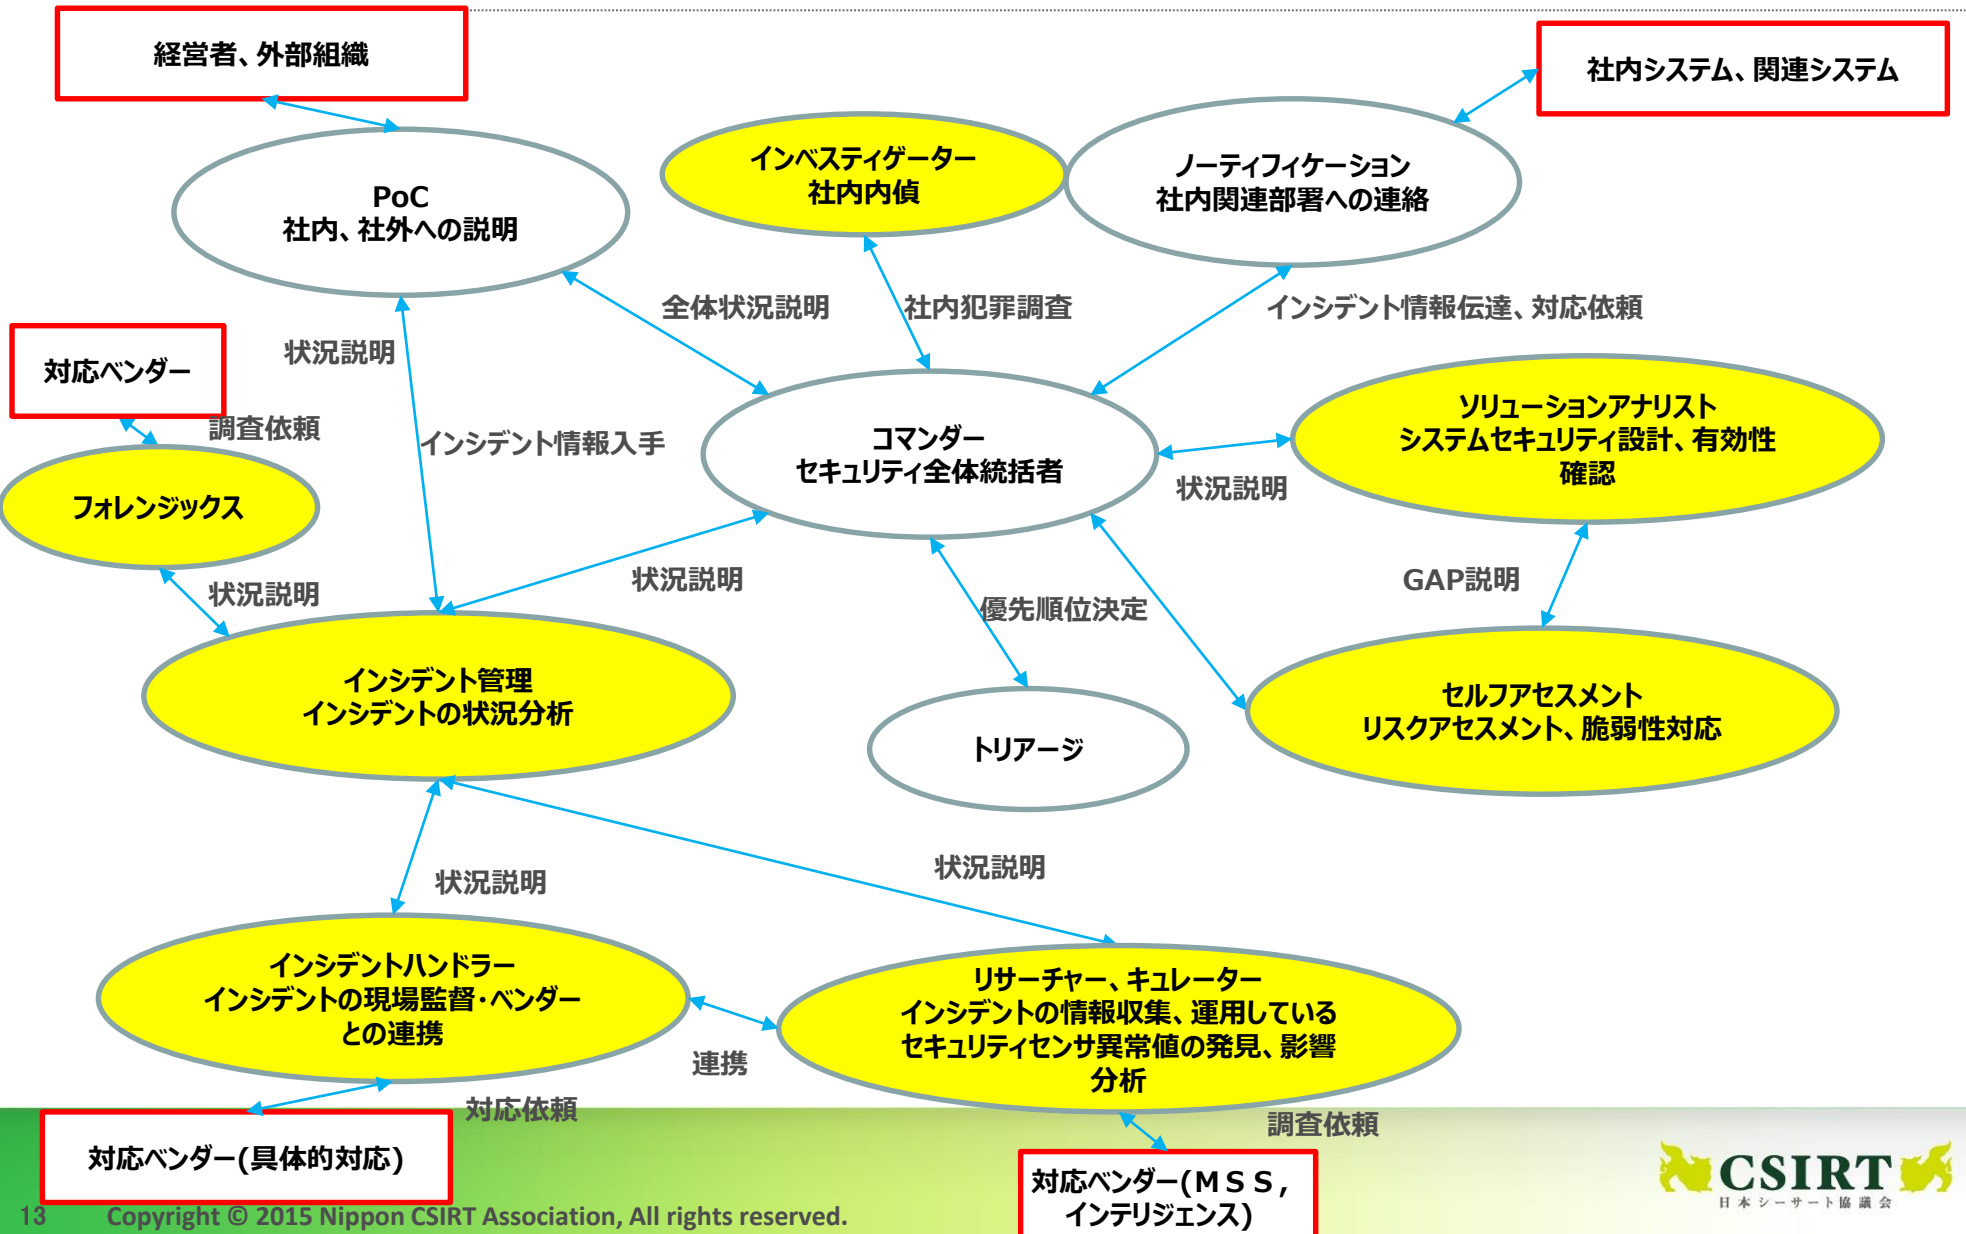 経営者、外部組織
社内システム、関連システム
インベスティゲーター
社内内偵
ノーティフィケーション
社内関連部署への連絡
PoC
社内、社外への説明
全体状況説明
社内犯罪調査
インシデント情報伝達、対応依頼
状況説明
対応ベンダー
調査依頼
インシデント情報入手
コマンダー
セキュリティ全体統括者
ソリューションアナリスト
システムセキュリティ設計、有効性
確認
状況説明
フォレンジックス
状況説明
状況説明
GAP説明
優先順位決定
インシデント管理
インシデントの状況分析
トリアージ
セルフアセスメント
リスクアセスメント、脆弱性対応
状況説明
状況説明
インシデントハンドラー
インシデントの現場監督・ベンダー
との連携
リサーチャー、キュレーター
インシデントの情報収集、運用している
セキュリティセンサ異常値の発見、影響
分析
連携
対応依頼
調査依頼
対応ベンダー(具体的対応)
対応ベンダー(ＭＳＳ,
インテリジェンス)
CSIRT
日本シーサート協議会
13 Copyright © 2015 Nippon CSIRT Association, All rights reserved.